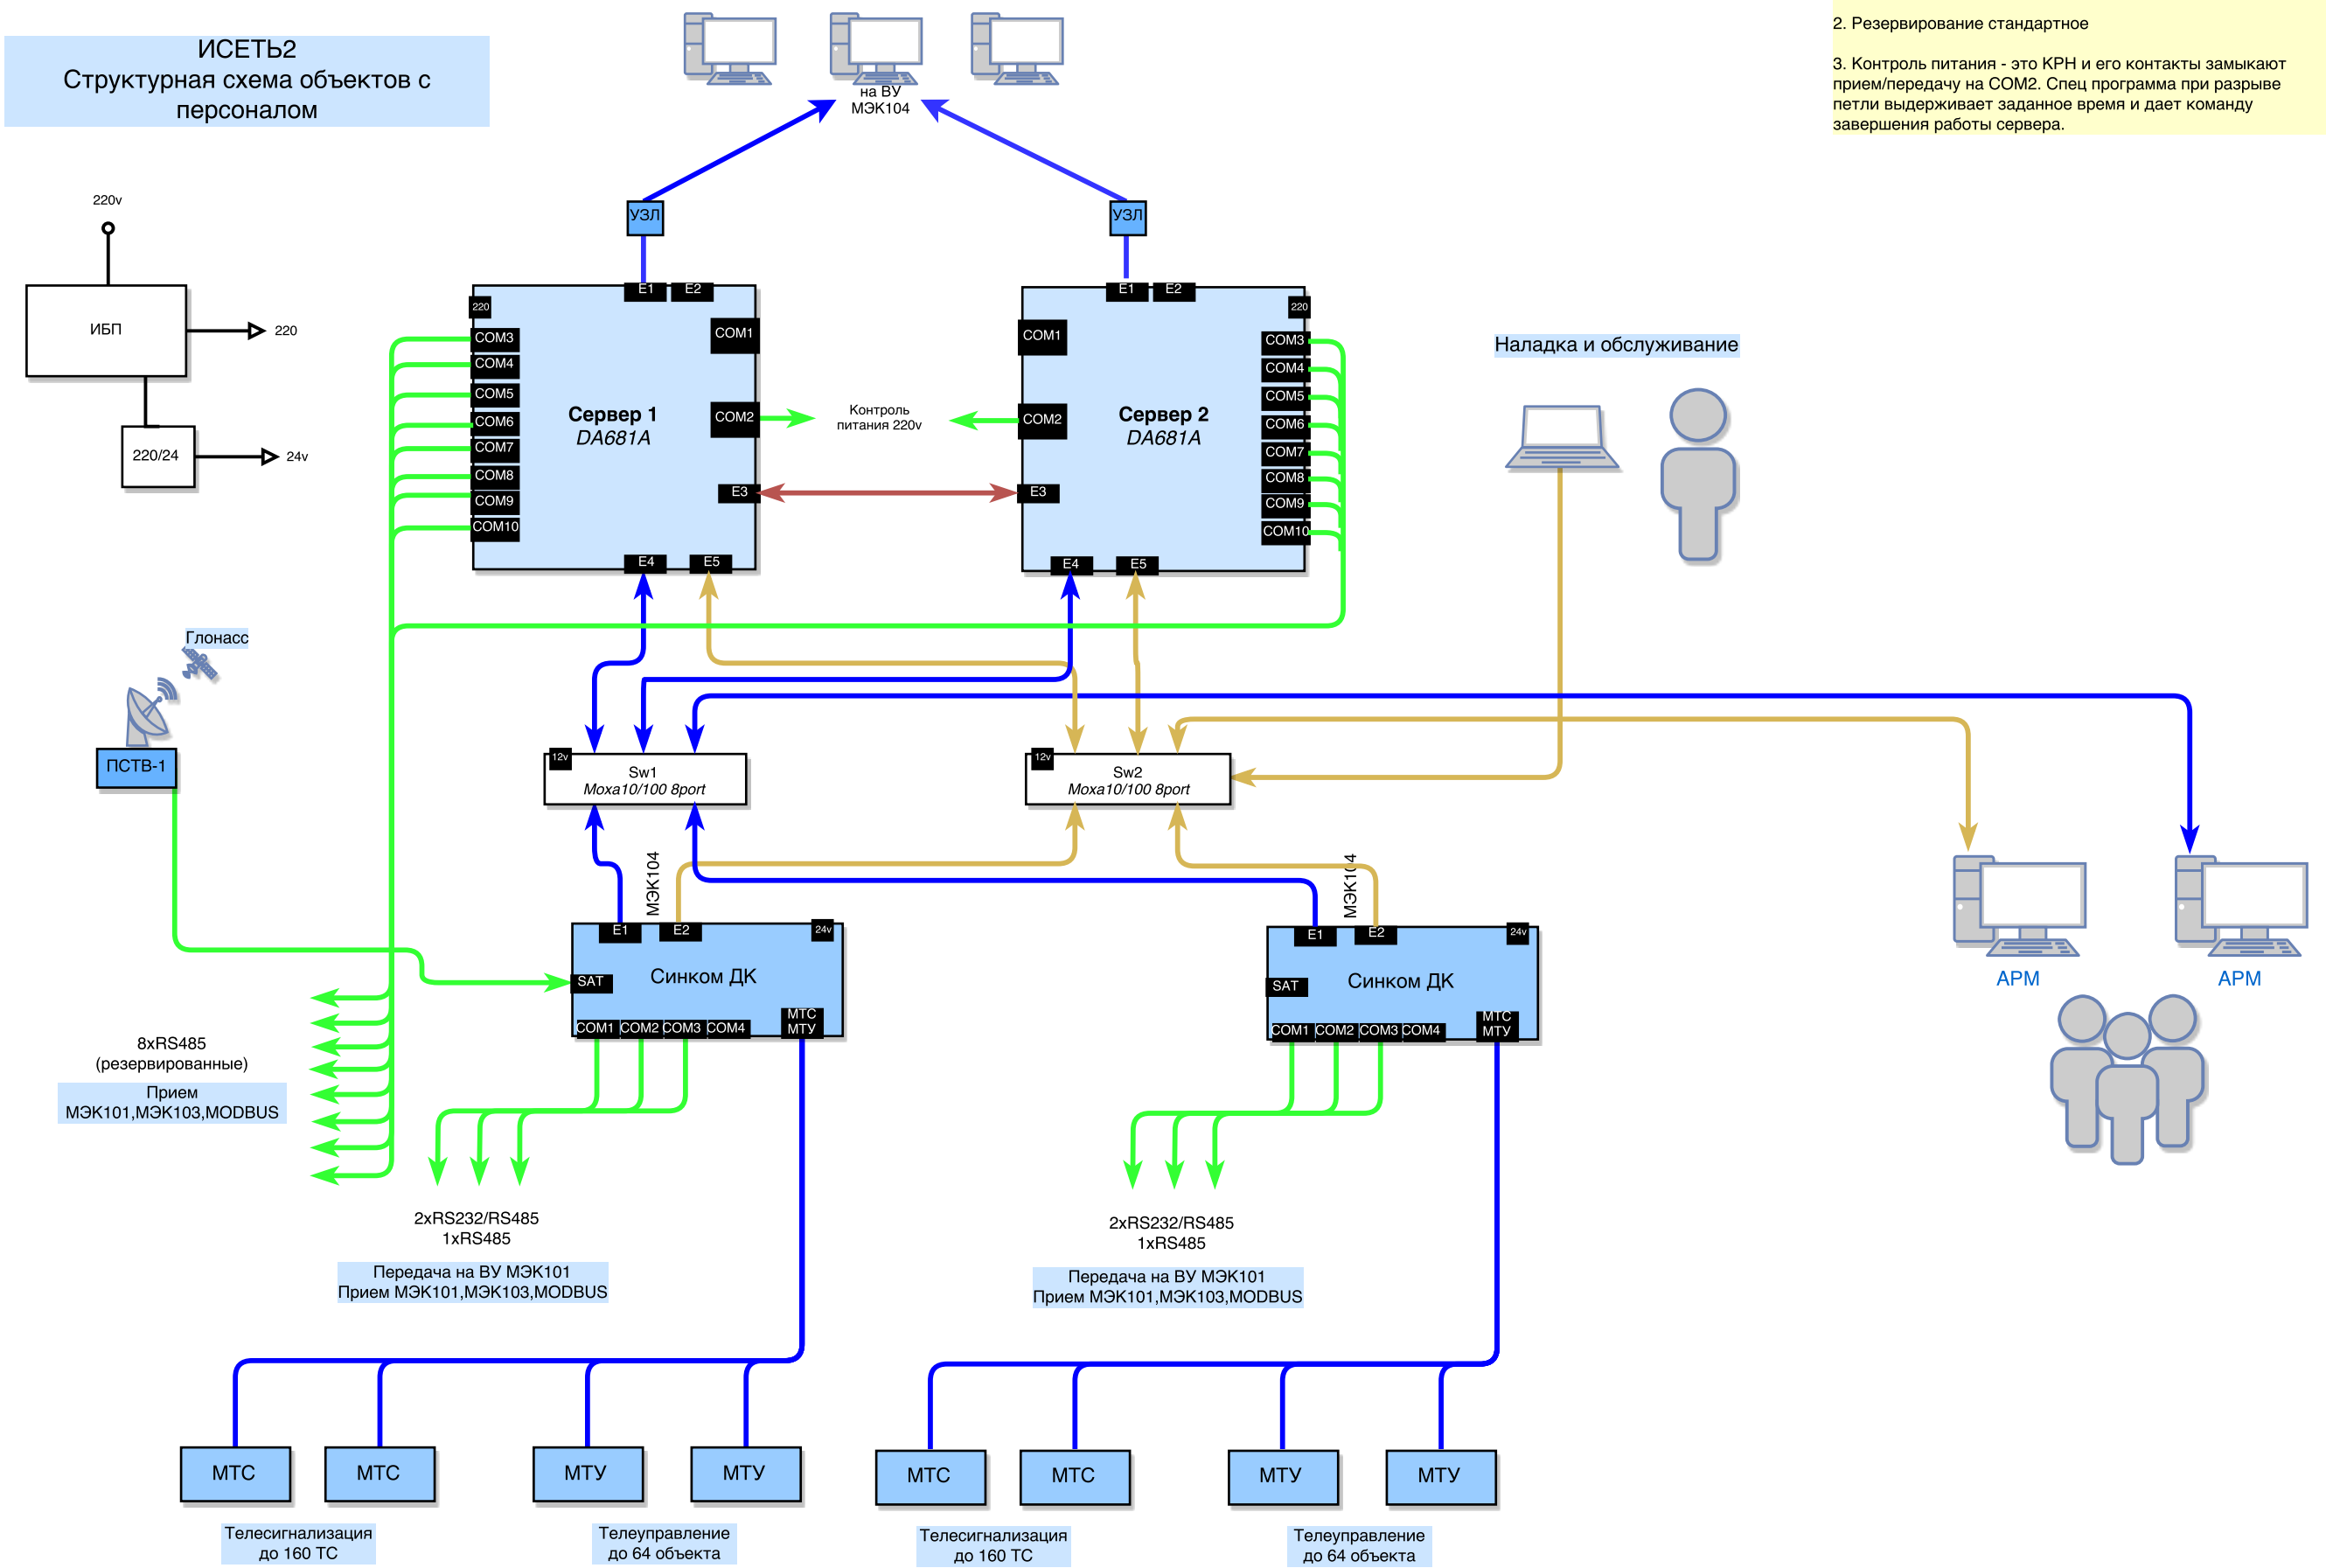 ИСЕТЬ2
Структурная схема объектов с
персоналом
2. Резервирование стандартное
3. Контроль питания - это КРН и его контакты замыкают
прием/передачу на COM2. Спец программа при разрыве
петли выдерживает заданное время и дает команду
завершения работы сервера.
на ВУ
МЭК104
220v
ИБП
220
220/24
24v
УЗЛ
УЗЛ
E1
E2
220
COM1
COM3
COM4
COM5
COM6
COM7
COM8
COM9
COM10
Сервер 1
DA681A
COM2
E3
E4
E5
Контроль
питания 220v
E1
E2
220
COM1
COM3
COM4
COM5
COM6
COM7
COM8
COM9
COM10
Сервер 2
DA681A
COM2
E3
E4
E5
Наладка и обслуживание
Глонасс
ПСТВ-1
12v
Sw1
Moxa10/100 8port
12v
Sw2
Moxa10/100 8port
МЭК104
МЭК104
E1
E2
24v
Синком ДК
SAT
МТС
МТУ
COM1
COM2
COM3
COM4
E1
E2
24v
Синком ДК
SAT
МТС
МТУ
COM1
COM2
COM3
COM4
АРМ
АРМ
8xRS485
(резервированные)
Прием
МЭК101,МЭК103,MODBUS
2xRS232/RS485
1xRS485
Передача на ВУ МЭК101
Прием МЭК101,МЭК103,MODBUS
2xRS232/RS485
1xRS485
Передача на ВУ МЭК101
Прием МЭК101,МЭК103,MODBUS
МТС
МТС
МТУ
МТУ
МТС
МТС
МТУ
МТУ
Телесигнализация
до 160 ТС
Телеуправление
до 64 объекта
Телесигнализация
до 160 ТС
Телеуправление
до 64 объекта